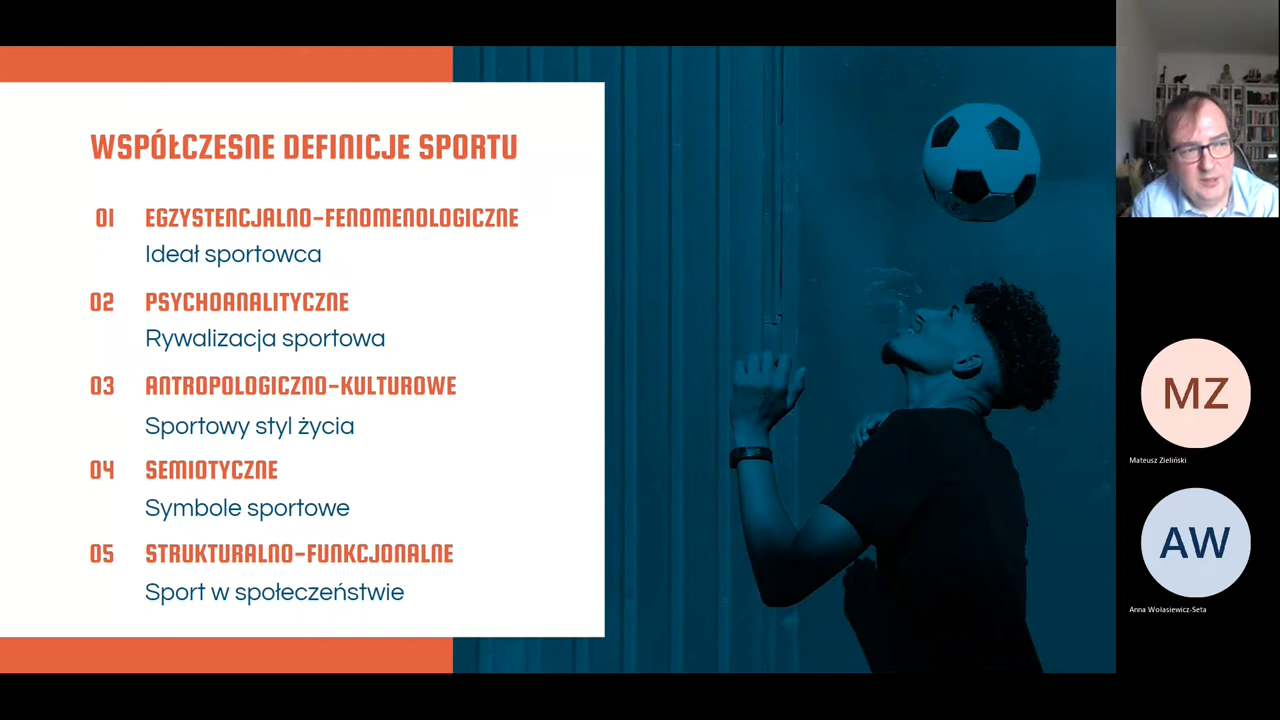 WSPÓŁCZESNE DEFINICJE SPORTU
01 EGZYSTENCJALNO-FENOMENOLOGICZNE
Ideał sportowca
02 PSYCHOANALITYCZNE
Rywalizacja sportowa
03 ANTROPOLOGICZNO-KULTUROWE
Sportowy styl życia
04 SEMIOTYCZNE
Symbole sportowe
05 STRUKTURALNO-FUNKCJONALNE
Sport w społeczeństwie
MZ
Mateusz Zieliński
AW
Anna Wołasiewicz-Seta